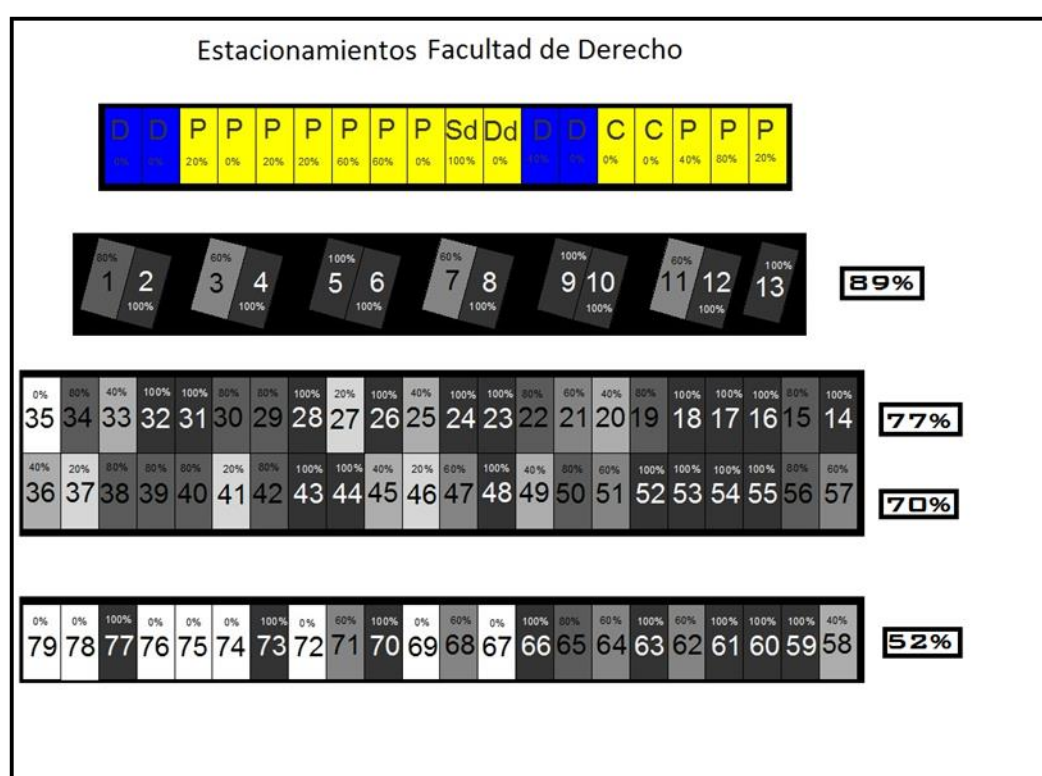 Estacionamientos Facultad de Derecho
D D P P P P P P P Sd Dd D D C C P P P
0% 0% 20% 0% 20% 20% 60% 60% 0% 100% 0% 0% 0% 0% 40% 80% 20%
80% 60% 100% 60% 100% 60% 100%
1 2 3 4 5 6 7 8 9 10 11 12 13
100% 100% 100% 100% 100% 100%
89%
0% 80% 40% 100% 100% 80% 80% 100% 20% 100% 40% 100% 100% 80% 60% 40% 80% 100% 100% 100% 80% 100%
35 34 33 32 31 30 29 28 27 26 25 24 23 22 21 20 19 18 17 16 15 14
77%
40% 20% 80% 80% 80% 20% 80% 100% 100% 40% 20% 60% 100% 40% 80% 60% 100% 100% 100% 100% 80% 60%
36 37 38 39 40 41 42 43 44 45 46 47 48 49 50 51 52 53 54 55 56 57
70%
0% 0% 100% 0% 0% 0% 100% 0% 60% 100% 0% 60% 0% 100% 80% 60% 100% 60% 100% 100% 100% 40%
79 78 77 76 75 74 73 72 71 70 69 68 67 66 65 64 63 62 61 60 59 58
52%